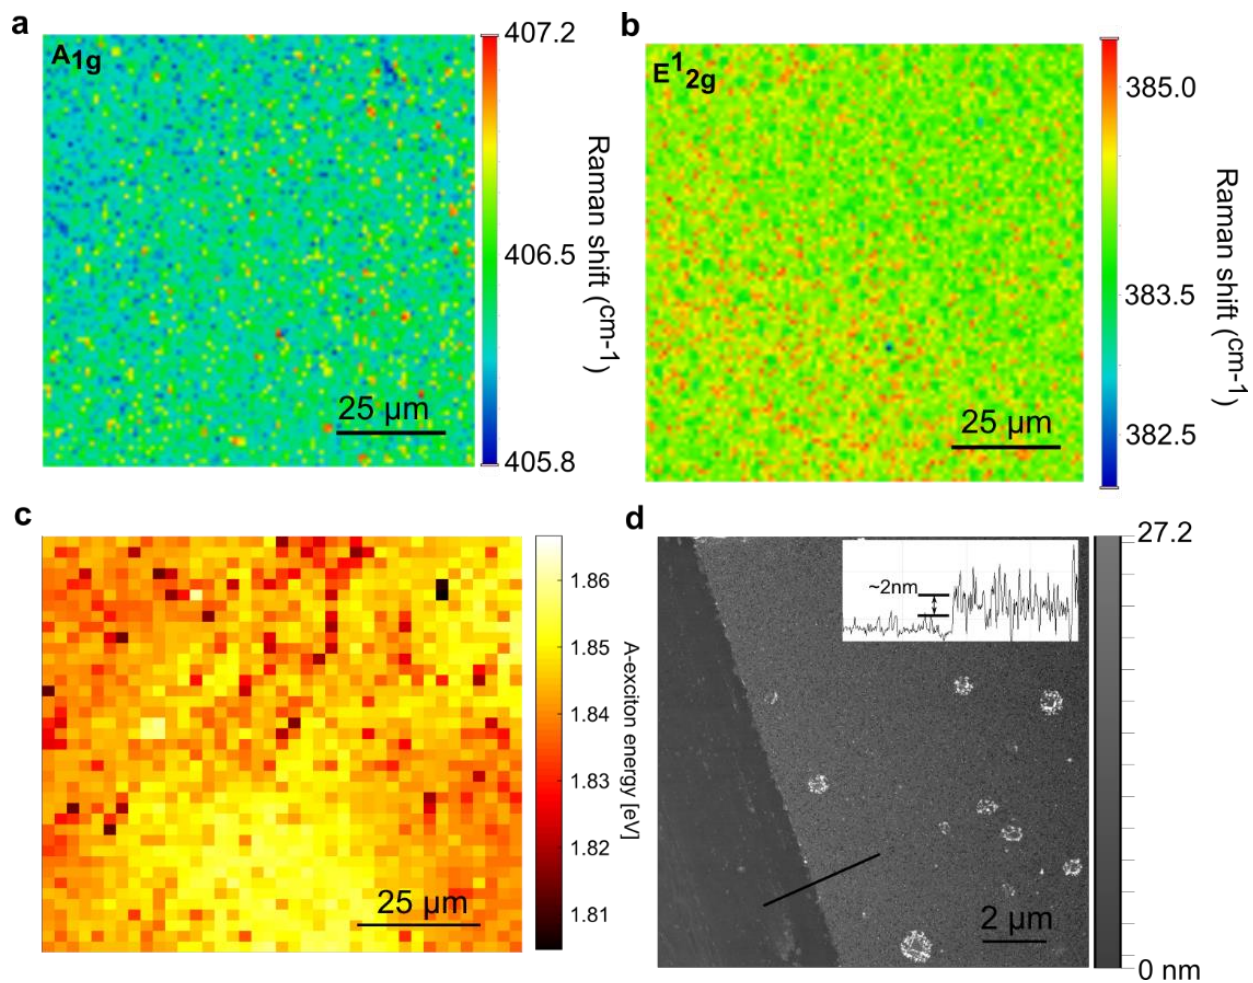 a
A1g
407.2
406.5
405.8
Raman shift (cm-1)
25 µm
b
E12g
385.0
383.5
382.5
Raman shift (cm-1)
25 µm
c
1.86
1.85
1.84
1.83
1.82
1.81
A-exciton energy [eV]
25 µm
d
27.2
~2nm
2 µm
0 nm